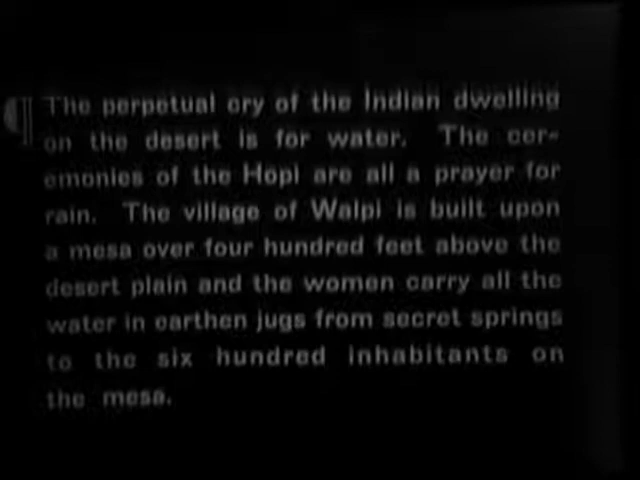 ¶ The perpetual cry of the Indian dwelling
on the desert is for water. The cer-
emonies of the Hopi are all a prayer for
rain. The village of Walpi is built upon
a mesa over four hundred feet above the
desert plain and the women carry all the
water in earthen jugs from secret springs
to the six hundred inhabitants on
the mesa.